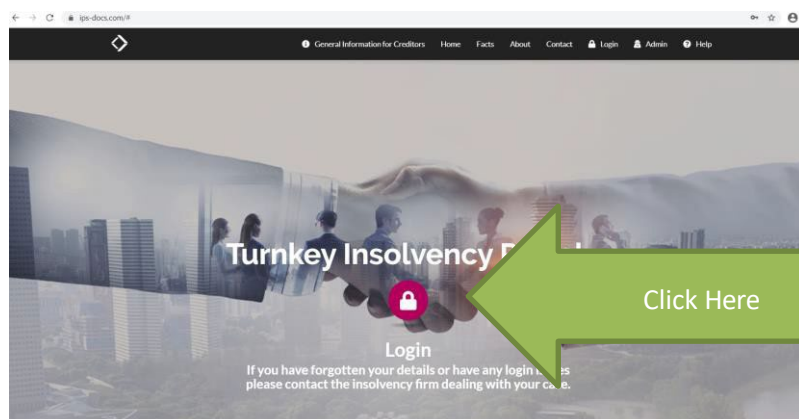 ips-docs.com/#
General Information for Creditors Home Facts About Contact Login Admin Help
Turnkey Insolvency
Click Here
Login
If you have forgotten your details or have any login
please contact the insolvency firm dealing with your